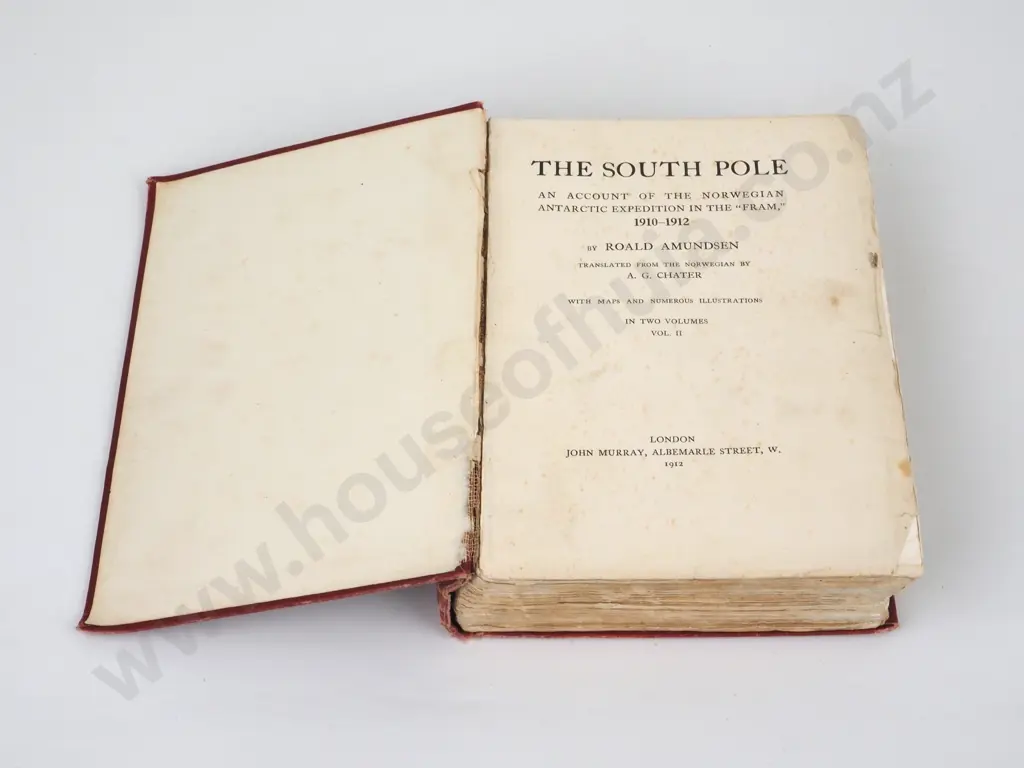 THE SOUTH POLE
AN ACCOUNT OF THE NORWEGIAN
ANTARCTIC EXPEDITION IN THE "FRAM,"
1910–1912
BY ROALD AMUNDSEN
TRANSLATED FROM THE NORWEGIAN BY
A. G. CHATER
WITH MAPS AND NUMEROUS ILLUSTRATIONS
IN TWO VOLUMES
VOL. II
LONDON
JOHN MURRAY, ALBEMARLE STREET, W.
1912
www.houseofhuia.co.nz